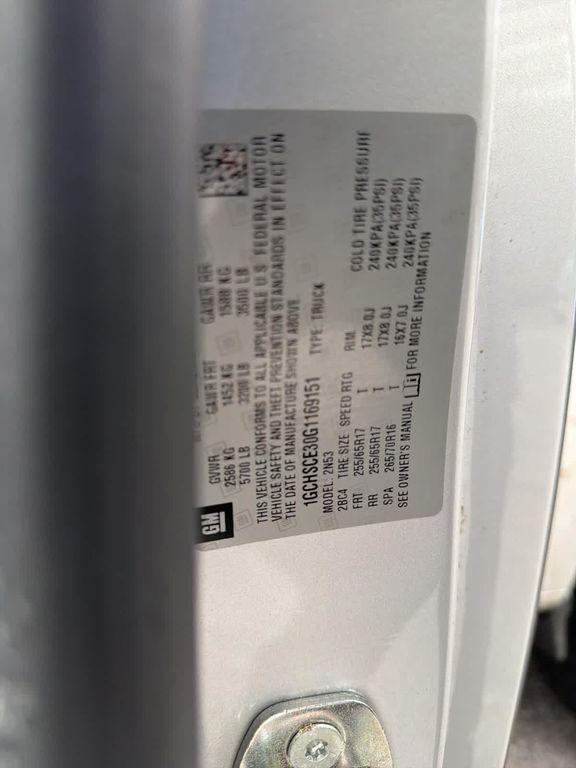 GM
GVWR GAWR FRT GAWR RR
2586 KG 1452 KG 1588 KG
5700 LB 3200 LB 3500 LB
THIS VEHICLE CONFORMS TO ALL APPLICABLE U.S. FEDERAL MOTOR
VEHICLE SAFETY AND THEFT PREVENTION STANDARDS IN EFFECT ON
THE DATE OF MANUFACTURE SHOWN ABOVE.
1GCHSCE30G1169151 TYPE: TRUCK
MODEL: 2N53
2BC4 TIRE SIZE SPEED RTG RIM COLD TIRE PRESSURE
FRT 255/65R17 T 17X8.0J 240KPA(35PSI)
RR 255/65R17 T 17X8.0J 240KPA(35PSI)
SPA 265/70R16 T 16X7.0J 240KPA(35PSI)
SEE OWNER'S MANUAL FOR MORE INFORMATION